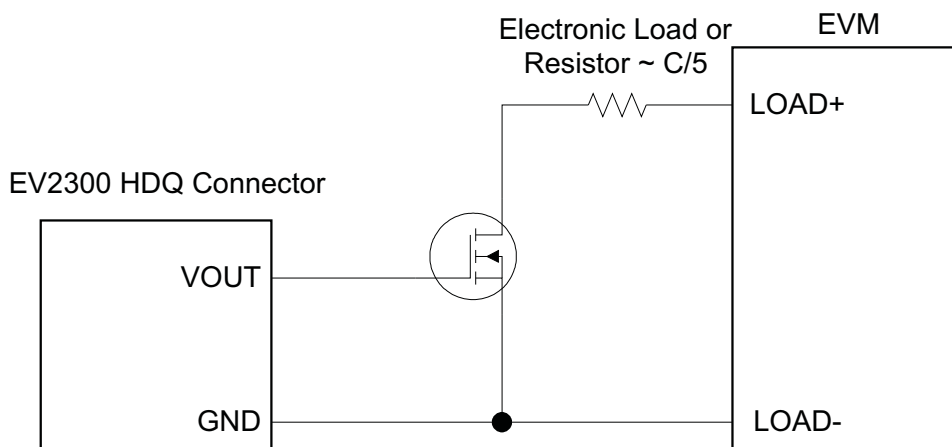 Electronic Load or
Resistor ~ C/5
EVM
LOAD+
EV2300 HDQ Connector
VOUT
GND
LOAD-